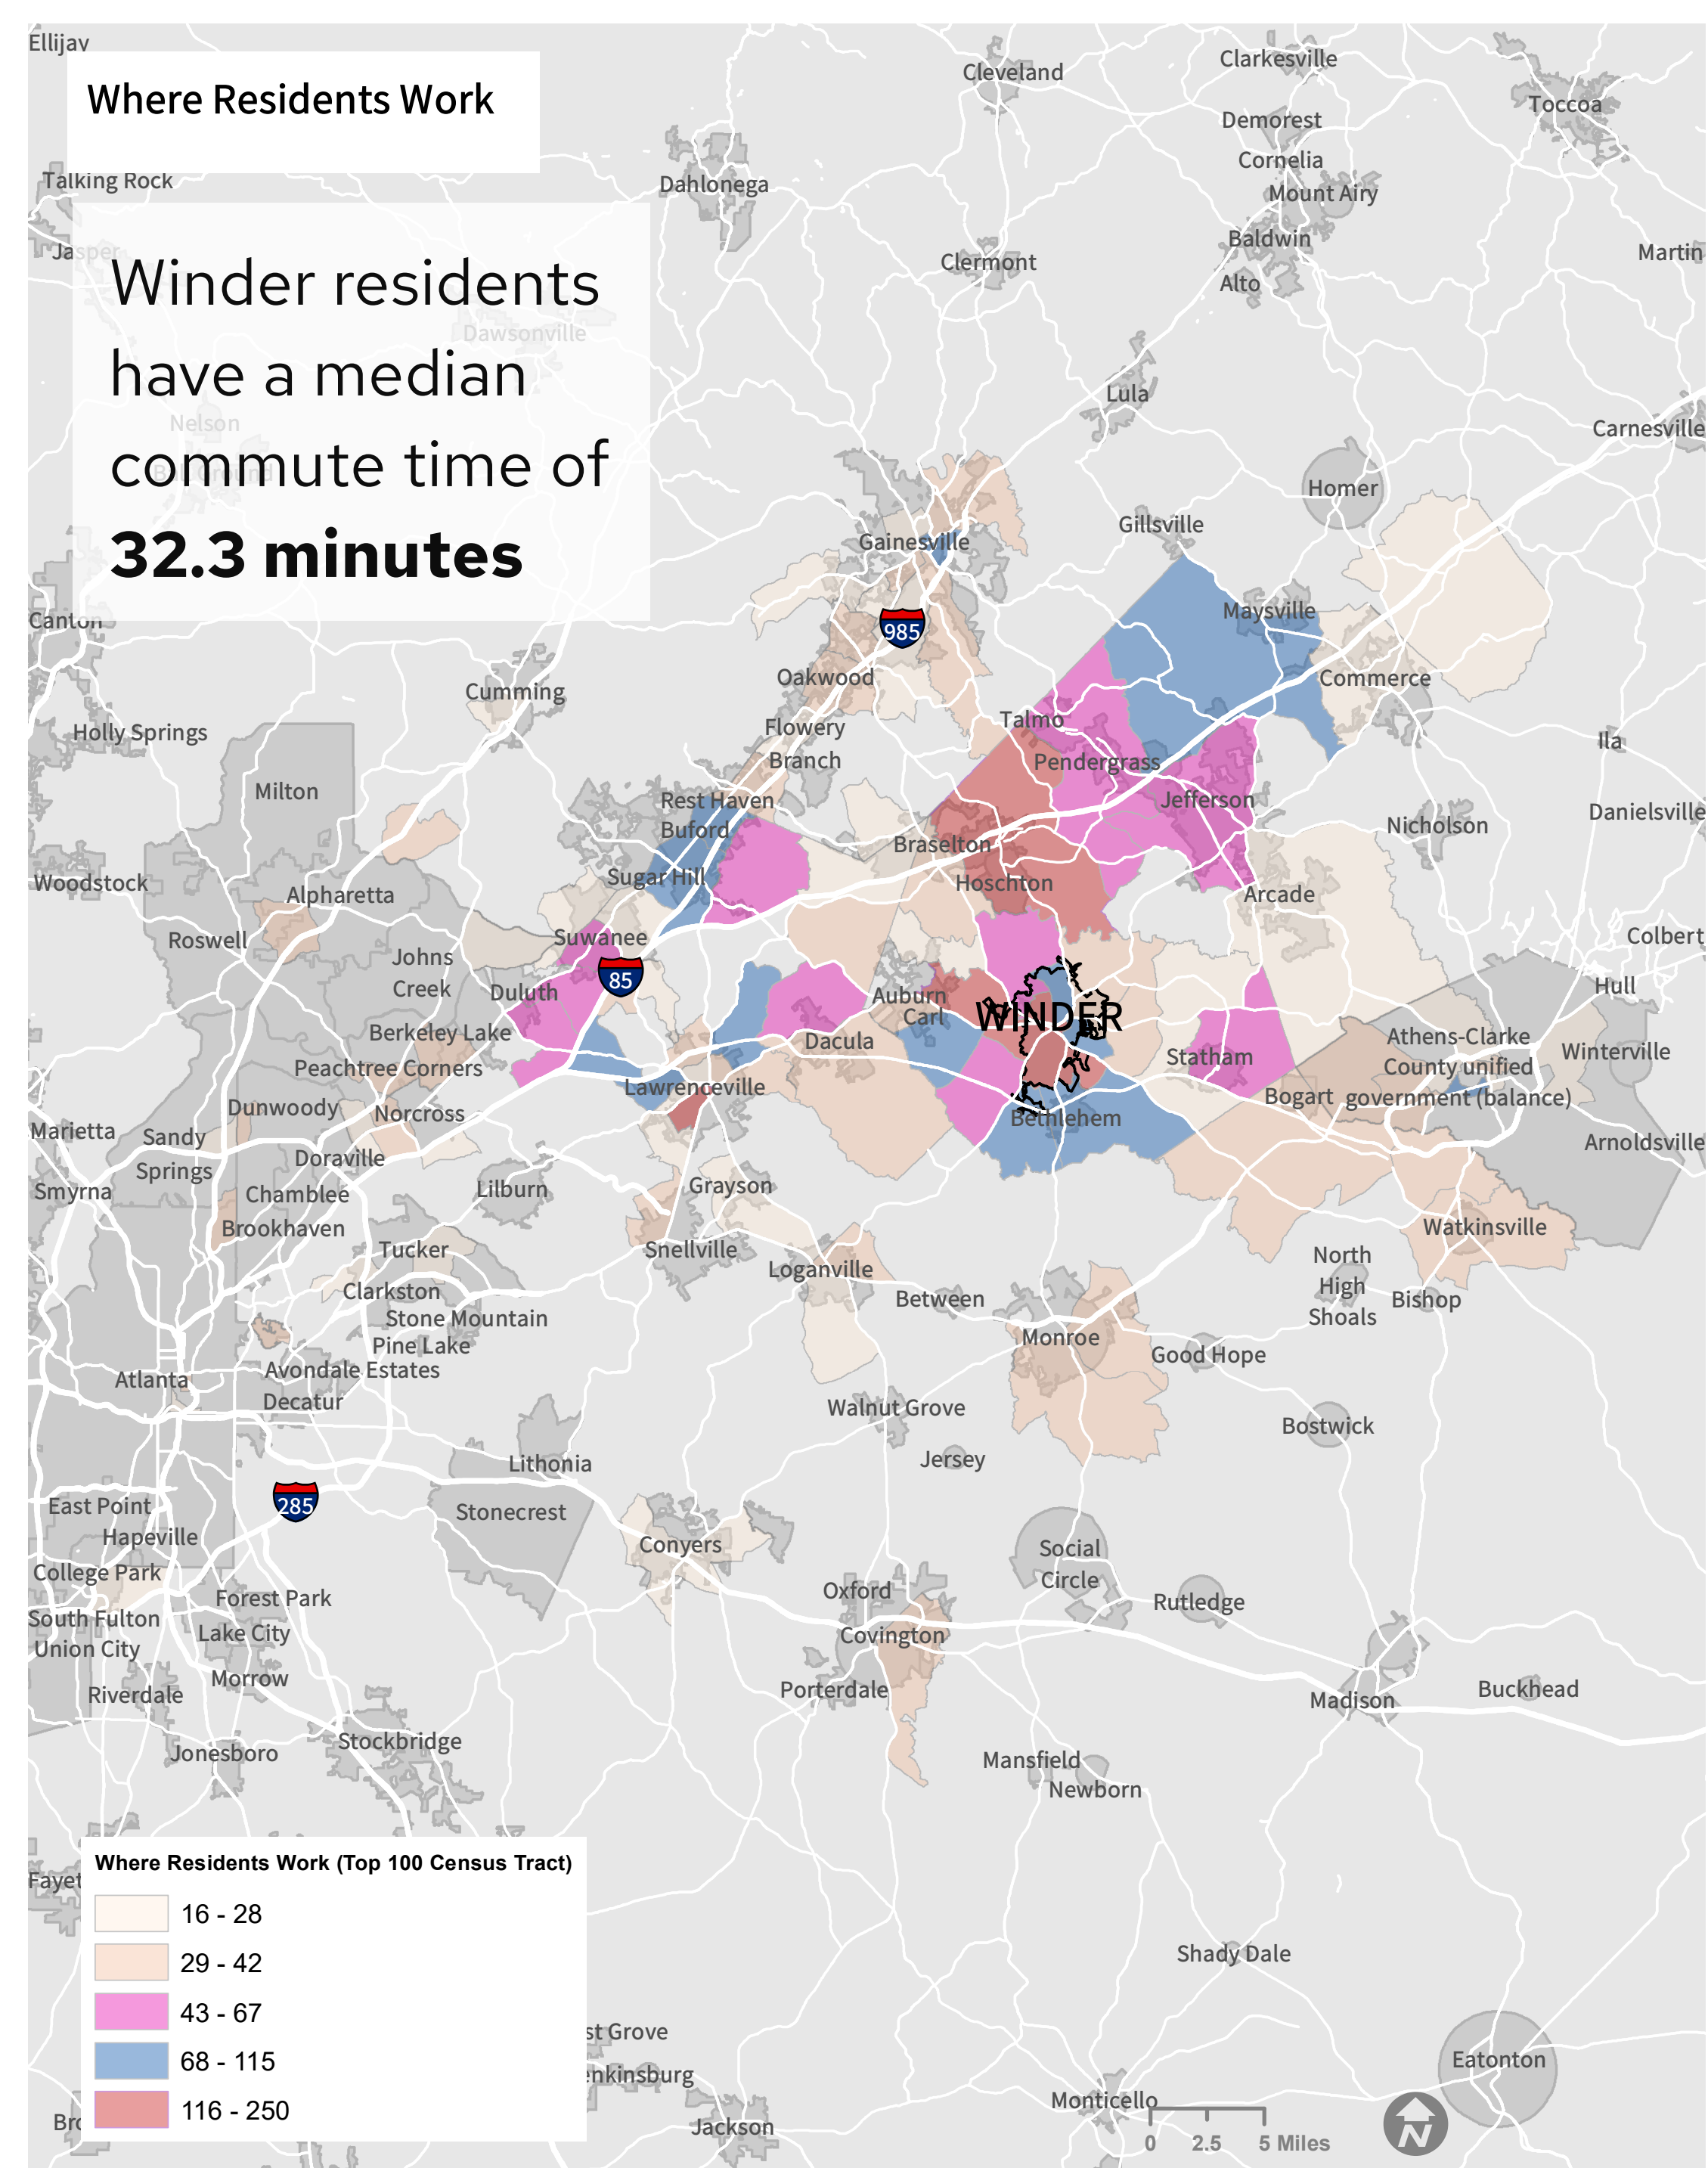 Ellijay
Where Residents Work
Cleveland
Clarkesville
Toccoa
Demorest
Cornelia
Mount Airy
Talking Rock
Dahlonega
Baldwin
Alto
Martin
Jasper
Clermont
Winder residents
have a median
commute time of
32.3 minutes
Dawsonville
Nelson
Ball Ground
Lula
Carnesville
Homer
Gillsville
Gainesville
985
Canton
Maysville
Oakwood
Commerce
Cumming
Talmo
Holly Springs
Flowery
Branch
Ila
Pendergrass
Milton
Rest Haven
Jefferson
Danielsville
Buford
Nicholson
Braselton
Woodstock
Sugar Hill
Hoschton
Alpharetta
Arcade
Roswell
Suwanee
Colbert
Johns
Creek
85
Duluth
Auburn
Carl
WINDER
Hull
Berkeley Lake
Dacula
Statham
Athens-Clarke
County unified
government (balance)
Winterville
Peachtree Corners
Lawrenceville
Bogart
Dunwoody
Norcross
Bethlehem
Marietta
Sandy
Springs
Doraville
Arnoldsville
Smyrna
Chamblee
Lilburn
Grayson
Brookhaven
Watkinsville
Tucker
Snellville
North
High
Shoals
Loganville
Clarkston
Between
Bishop
Stone Mountain
Pine Lake
Monroe
Good Hope
Avondale Estates
Atlanta
Decatur
Walnut Grove
Bostwick
Jersey
Lithonia
285
East Point
Stonecrest
Hapeville
Conyers
Social
Circle
College Park
Oxford
Rutledge
Forest Park
South Fulton
Lake City
Covington
Union City
Morrow
Porterdale
Riverdale
Madison
Buckhead
Stockbridge
Jonesboro
Mansfield
Newborn
Where Residents Work (Top 100 Census Tract)
Fayet
16 - 28
29 - 42
43 - 67
68 - 115
116 - 250
Shady Dale
st Grove
enkinsburg
Eatonton
Monticello
Bro
Jackson
0 2.5 5 Miles
N